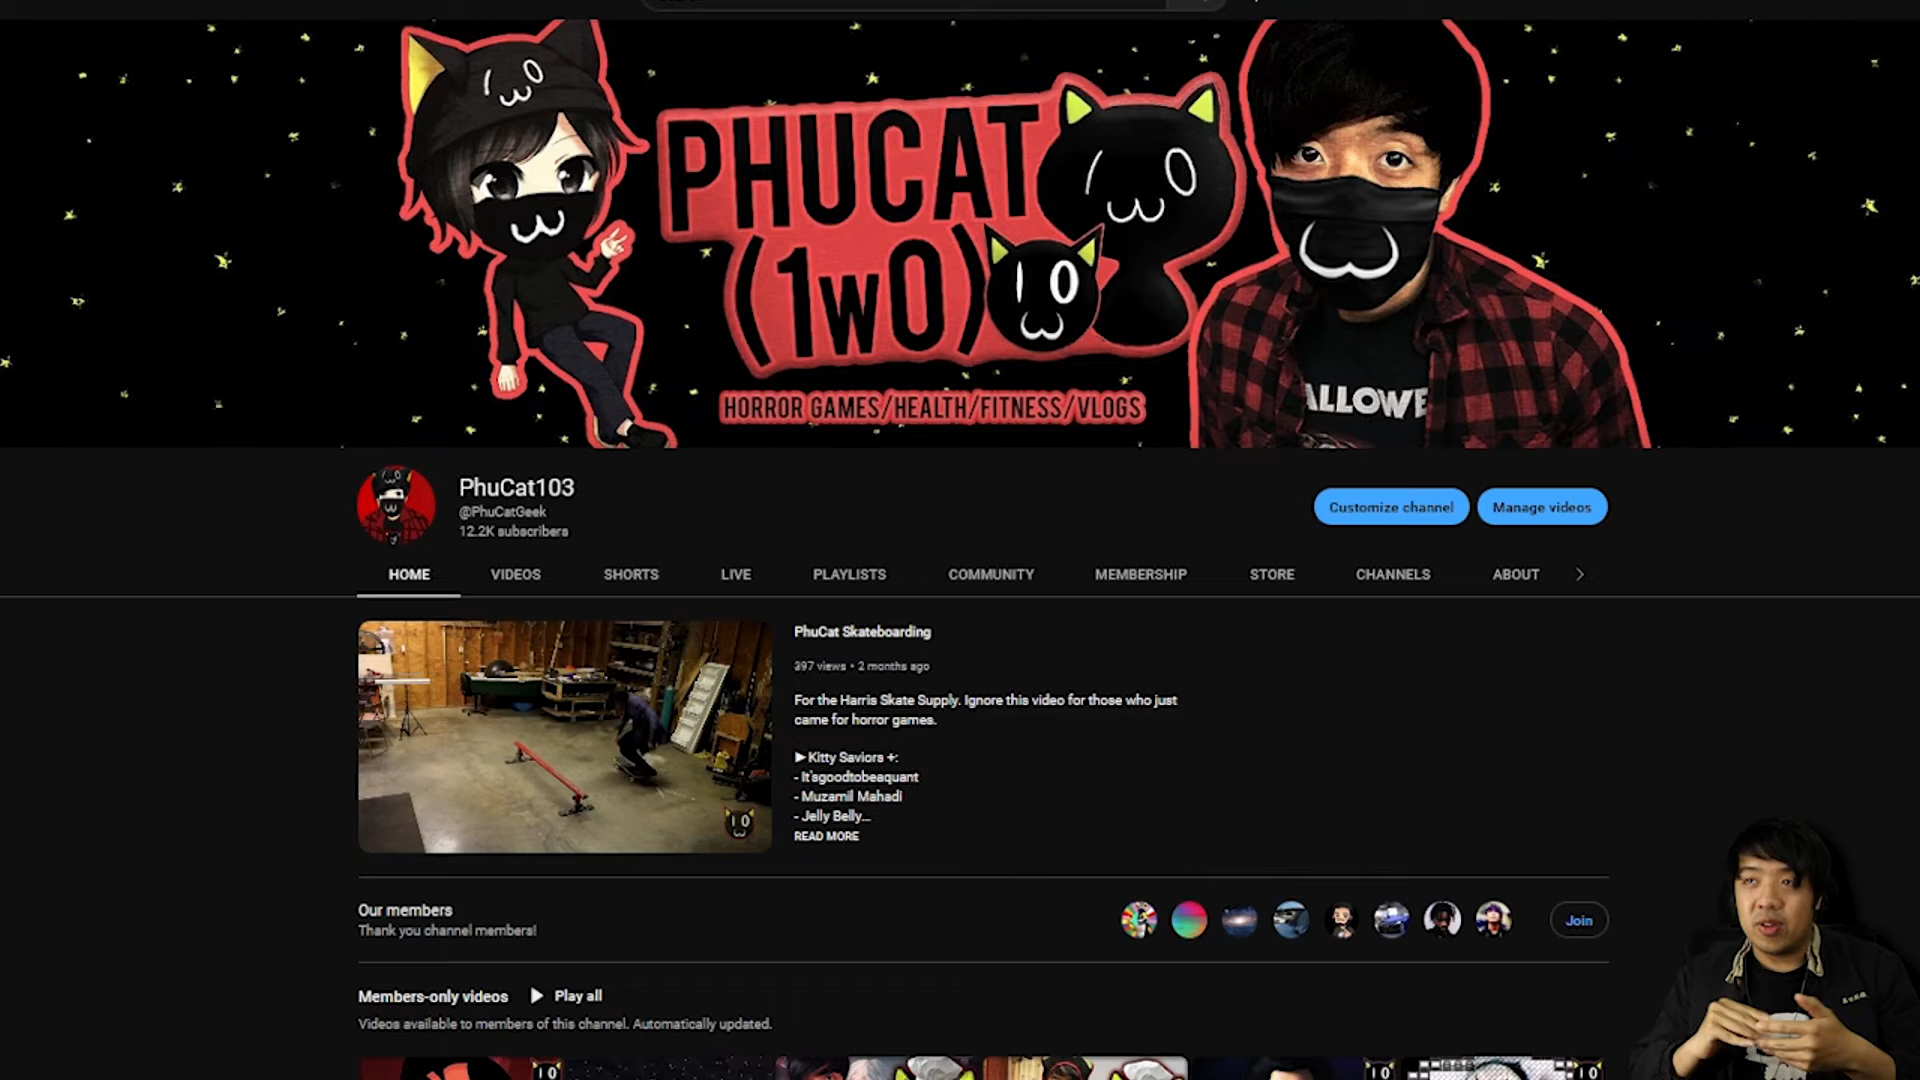 PHUCAT
(1w0)
HORROR GAMES/HEALTH/FITNESS/VLOGS
ALLOWE
PhuCat103
@PhuCatGeek
12.2K subscribers
Customize channel
Manage videos
HOME VIDEOS SHORTS LIVE PLAYLISTS COMMUNITY MEMBERSHIP STORE CHANNELS ABOUT
PhuCat Skateboarding
397 views • 2 months ago
For the Harris Skate Supply. Ignore this video for those who just
came for horror games.
▶ Kitty Saviors +:
- It'sgoodtobeaquant
- Muzamil Mahadi
- Jelly Belly...
READ MORE
Our members
Thank you channel members!
Join
Members-only videos ▶ Play all
Videos available to members of this channel. Automatically updated.